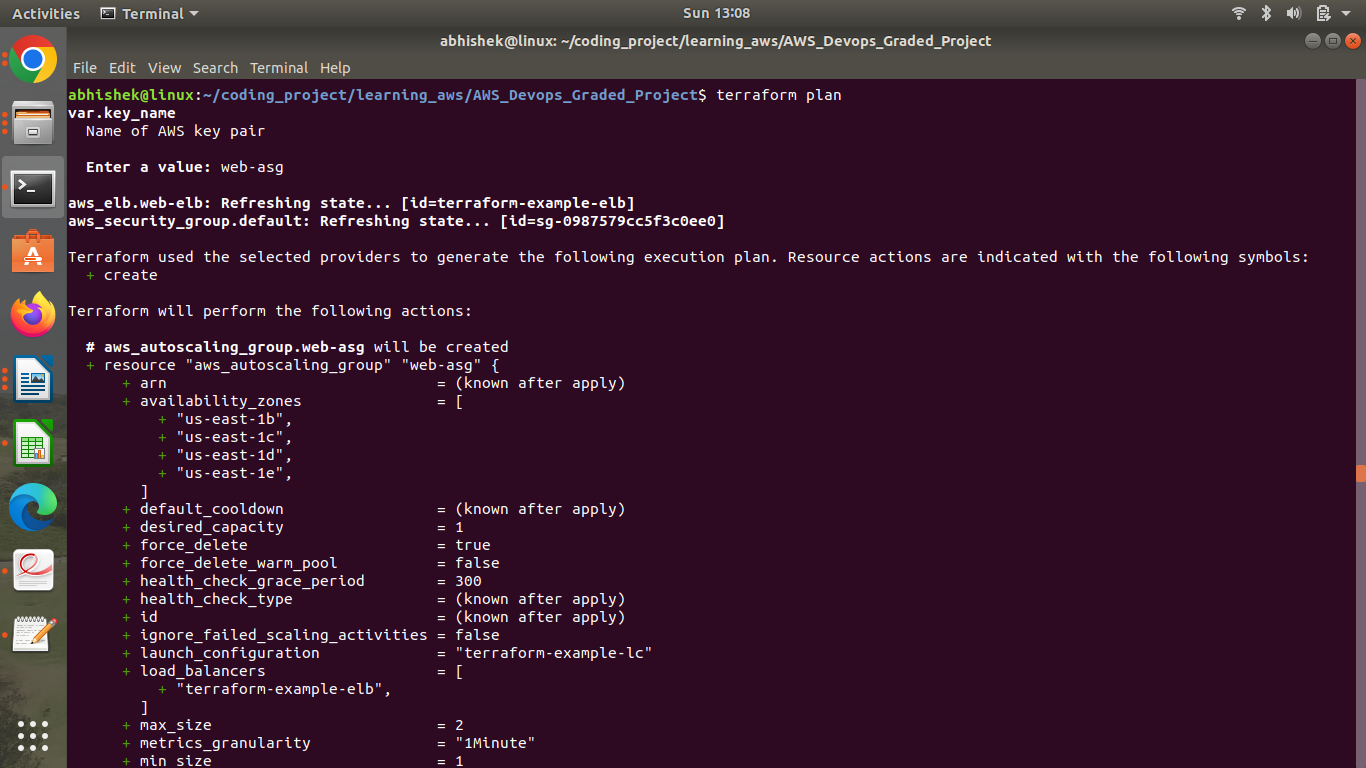 Activities Terminal Sun 13:08
abhishek@linux: ~/coding_project/learning_aws/AWS_Devops_Graded_Project
File Edit View Search Terminal Help
abhishek@linux:~/coding_project/learning_aws/AWS_Devops_Graded_Project$ terraform plan
var.key_name
  Name of AWS key pair
  Enter a value: web-asg
aws_elb.web-elb: Refreshing state... [id=terraform-example-elb]
aws_security_group.default: Refreshing state... [id=sg-0987579cc5f3c0ee0]
Terraform used the selected providers to generate the following execution plan. Resource actions are indicated with the following symbols:
  + create
Terraform will perform the following actions:
  # aws_autoscaling_group.web-asg will be created
  + resource "aws_autoscaling_group" "web-asg" {
      + arn                              = (known after apply)
      + availability_zones               = [
          + "us-east-1b",
          + "us-east-1c",
          + "us-east-1d",
          + "us-east-1e",
        ]
      + default_cooldown                 = (known after apply)
      + desired_capacity                 = 1
      + force_delete                     = true
      + force_delete_warm_pool           = false
      + health_check_grace_period        = 300
      + health_check_type                = (known after apply)
      + id                               = (known after apply)
      + ignore_failed_scaling_activities = false
      + launch_configuration             = "terraform-example-lc"
      + load_balancers                   = [
          + "terraform-example-elb",
        ]
      + max_size                         = 2
      + metrics_granularity              = "1Minute"
      + min_size                         = 1